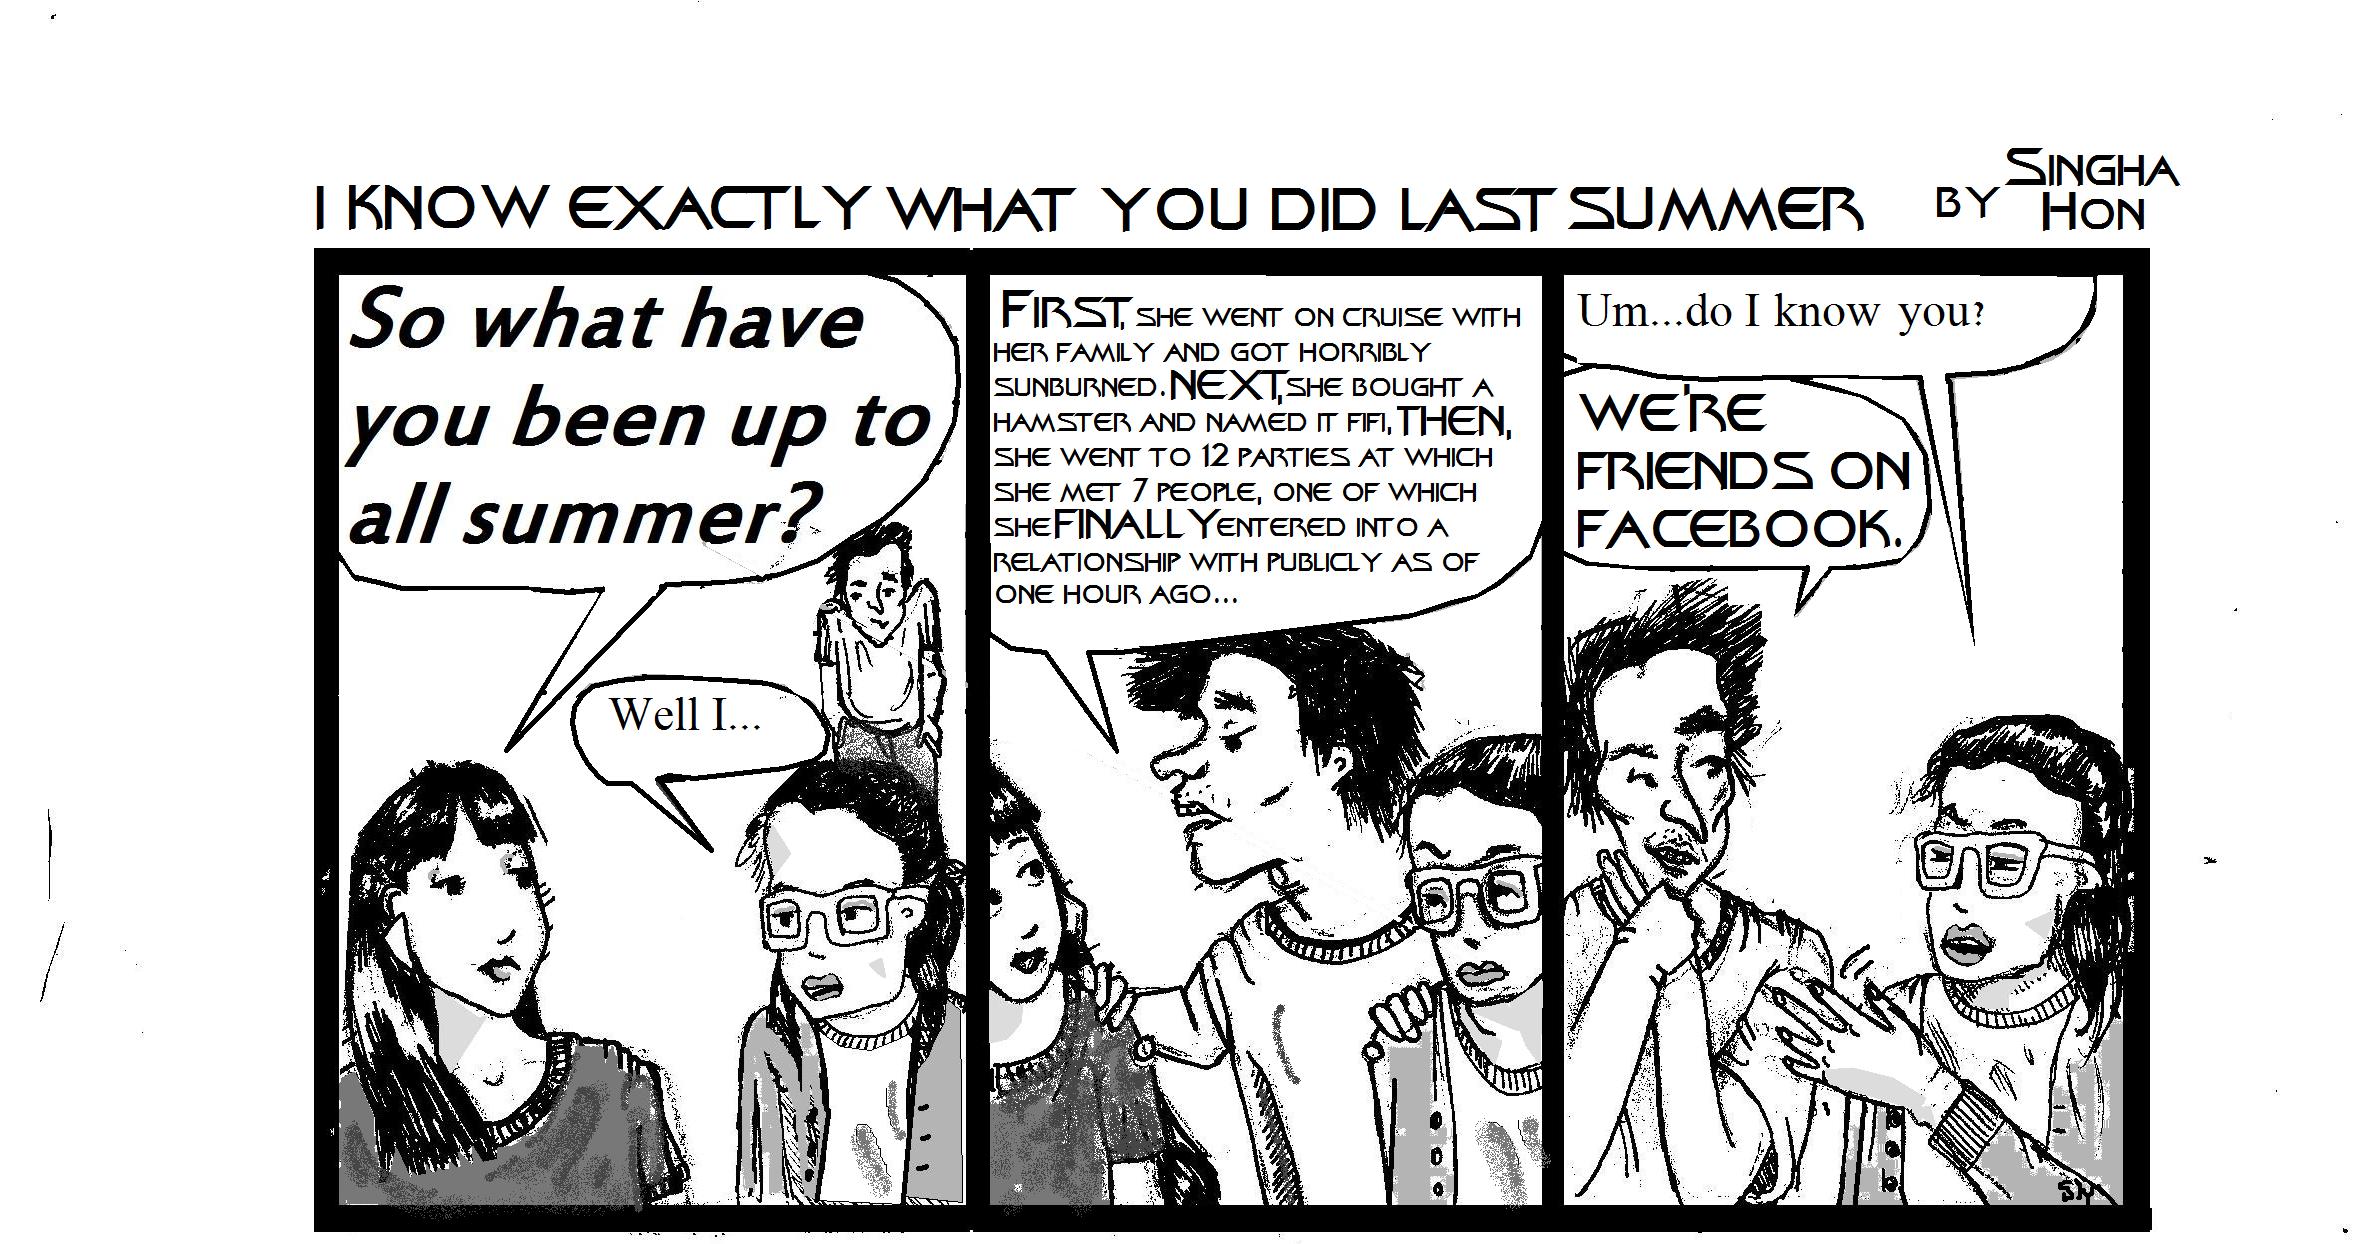 I KNOW EXACTLY WHAT YOU DID LAST SUMMER
BY SINGHA
HON
So what have
you been up to
all summer?
Well I...
FIRST, SHE WENT ON CRUISE WITH
HER FAMILY AND GOT HORRIBLY
SUNBURNED. NEXT, SHE BOUGHT A
HAMSTER AND NAMED IT FIFI, THEN,
SHE WENT TO 12 PARTIES AT WHICH
SHE MET 7 PEOPLE, ONE OF WHICH
SHE FINALLY ENTERED INTO A
RELATIONSHIP WITH PUBLICLY AS OF
ONE HOUR AGO...
Um...do I know you?
WE'RE
FRIENDS ON
FACEBOOK.
SH